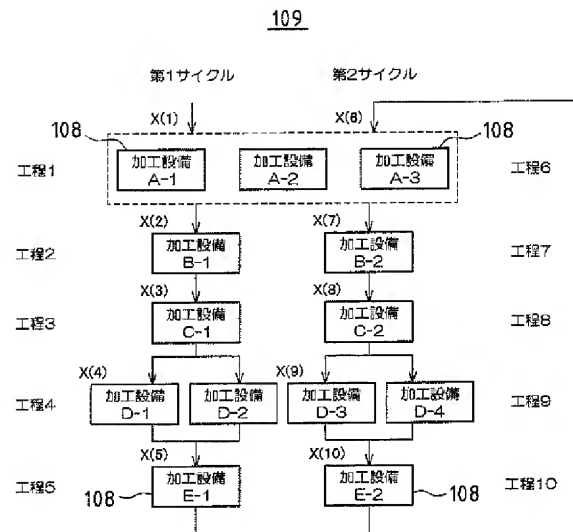 109
第1サイクル 第2サイクル
X(1) X(6)
108 108
工程1 加工設備 A-1 加工設備 A-2 加工設備 A-3 工程6
X(2) X(7)
工程2 加工設備 B-1 加工設備 B-2 工程7
X(3) X(8)
工程3 加工設備 C-1 加工設備 C-2 工程8
X(4) X(9)
工程4 加工設備 D-1 加工設備 D-2 加工設備 D-3 加工設備 D-4 工程9
X(5) X(10)
工程5 加工設備 E-1 加工設備 E-2 工程10
108 108